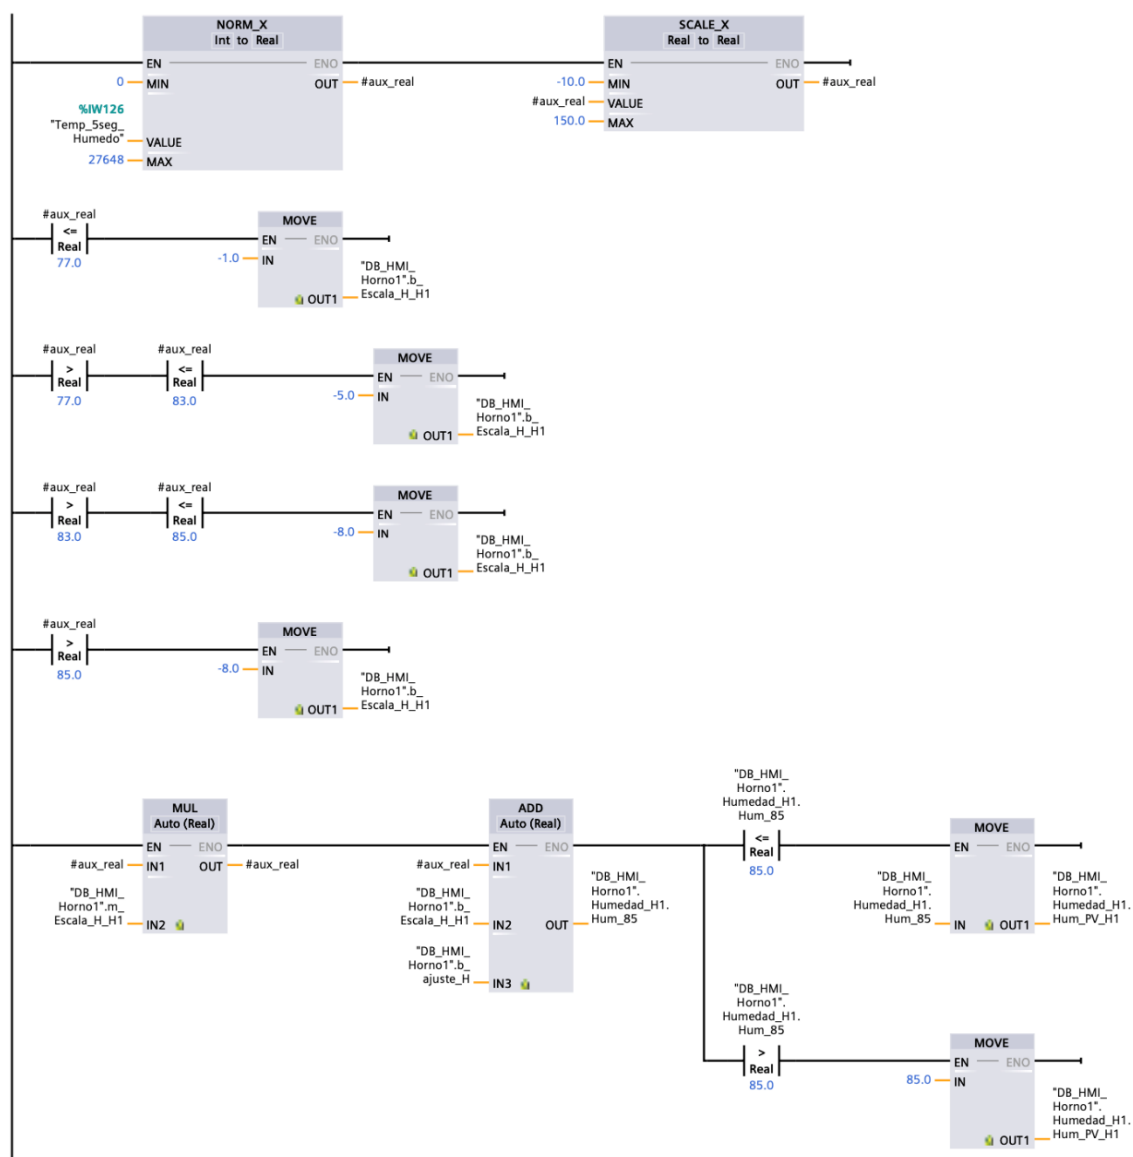 NORM_X
Int to Real
EN
ENO
0
MIN
OUT
#aux_real
%IW126
"Temp_5seg_
Humedo"
VALUE
27648
MAX
SCALE_X
Real to Real
EN
ENO
-10.0
MIN
OUT
#aux_real
#aux_real
VALUE
150.0
MAX
#aux_real
<=
Real
77.0
MOVE
EN
ENO
-1.0
IN
OUT1
"DB_HMI_
Horno1".b_
Escala_H_H1
#aux_real
>
Real
77.0
#aux_real
<=
Real
83.0
MOVE
EN
ENO
-5.0
IN
OUT1
"DB_HMI_
Horno1".b_
Escala_H_H1
#aux_real
>
Real
83.0
#aux_real
<=
Real
85.0
MOVE
EN
ENO
-8.0
IN
OUT1
"DB_HMI_
Horno1".b_
Escala_H_H1
#aux_real
>
Real
85.0
MOVE
EN
ENO
-8.0
IN
OUT1
"DB_HMI_
Horno1".b_
Escala_H_H1
MUL
Auto (Real)
EN
ENO
#aux_real
IN1
OUT
#aux_real
"DB_HMI_
Horno1".m_
Escala_H_H1
IN2
ADD
Auto (Real)
EN
ENO
#aux_real
IN1
"DB_HMI_
Horno1".b_
Escala_H_H1
IN2
OUT
"DB_HMI_
Horno1".
Humedad_H1.
Hum_85
"DB_HMI_
Horno1".b_
ajuste_H
IN3
"DB_HMI_
Horno1".
Humedad_H1.
Hum_85
<=
Real
85.0
MOVE
EN
ENO
"DB_HMI_
Horno1".
Humedad_H1.
Hum_85
IN
OUT1
"DB_HMI_
Horno1".
Humedad_H1.
Hum_PV_H1
"DB_HMI_
Horno1".
Humedad_H1.
Hum_85
>
Real
85.0
MOVE
EN
ENO
85.0
IN
OUT1
"DB_HMI_
Horno1".
Humedad_H1.
Hum_PV_H1